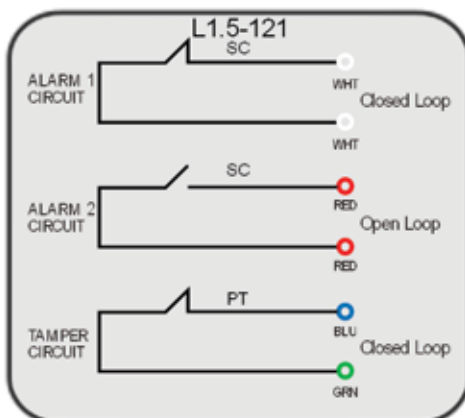 L1.5-121
SC
ALARM 1
CIRCUIT
WHT
Closed Loop
WHT
SC
ALARM 2
CIRCUIT
RED
Open Loop
RED
PT
TAMPER
CIRCUIT
BLU
Closed Loop
GRN